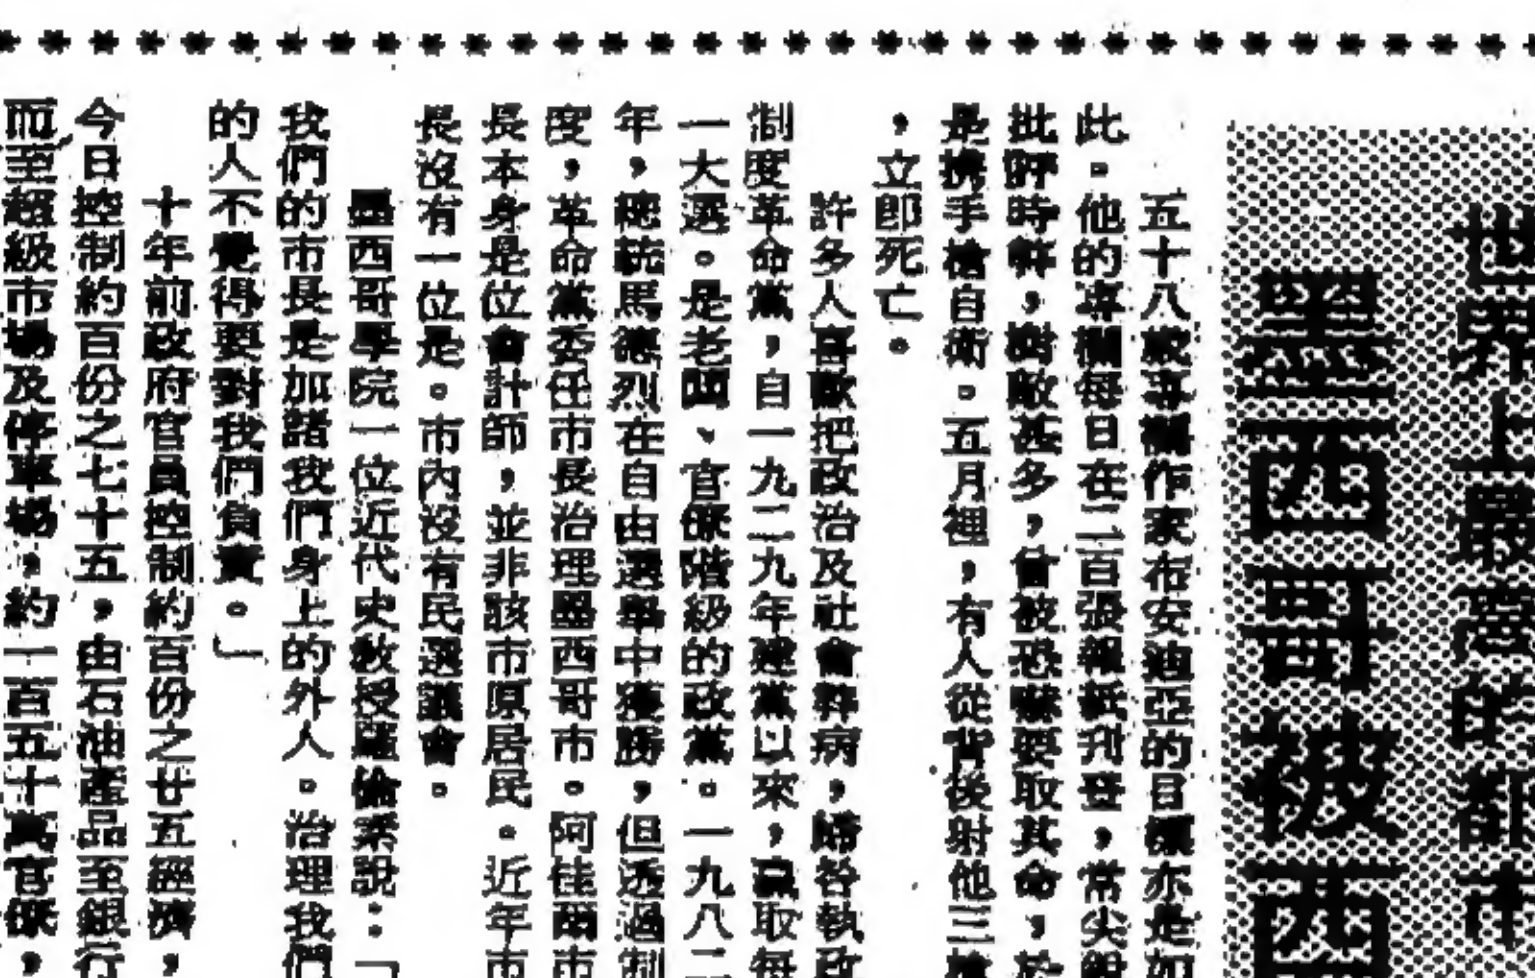 世界上最毒的都市
墨西哥被西
五十八歲專欄作家布安迪亞的目標亦是如
此。他的專欄每日在二百張報紙刊登，常尖銳
批評時弊，樹敵甚多，曾被恐嚇要取其命，於
是携手槍自衛。五月裡，有人從背後射他三槍
，立卽死亡。
許多人喜歡把政治及社會弊病，歸咎執政
制度革命黨，自一九二九年建黨以來，贏取每
一大選。是老闆、官僚階級的政黨。一九八二
年，總統馬德烈在自由選舉中獲勝，但透過制
度，革命黨委任市長治理墨西哥市。阿佳爾市
長本身是位會計師，並非該市原居民。近年市
長沒有一位是。市內沒有民選議會。
墨西哥學院一位近代史敎授羅倫素說：「
我們的市長是加諸我們身上的外人。治理我們
的人不覺得要對我們負責。」
十年前政府官員控制約百份之廿五經濟，
今日控制約百份之七十五，由石油產品至銀行
而至超級市場及停車場，約一百五十萬官僚，